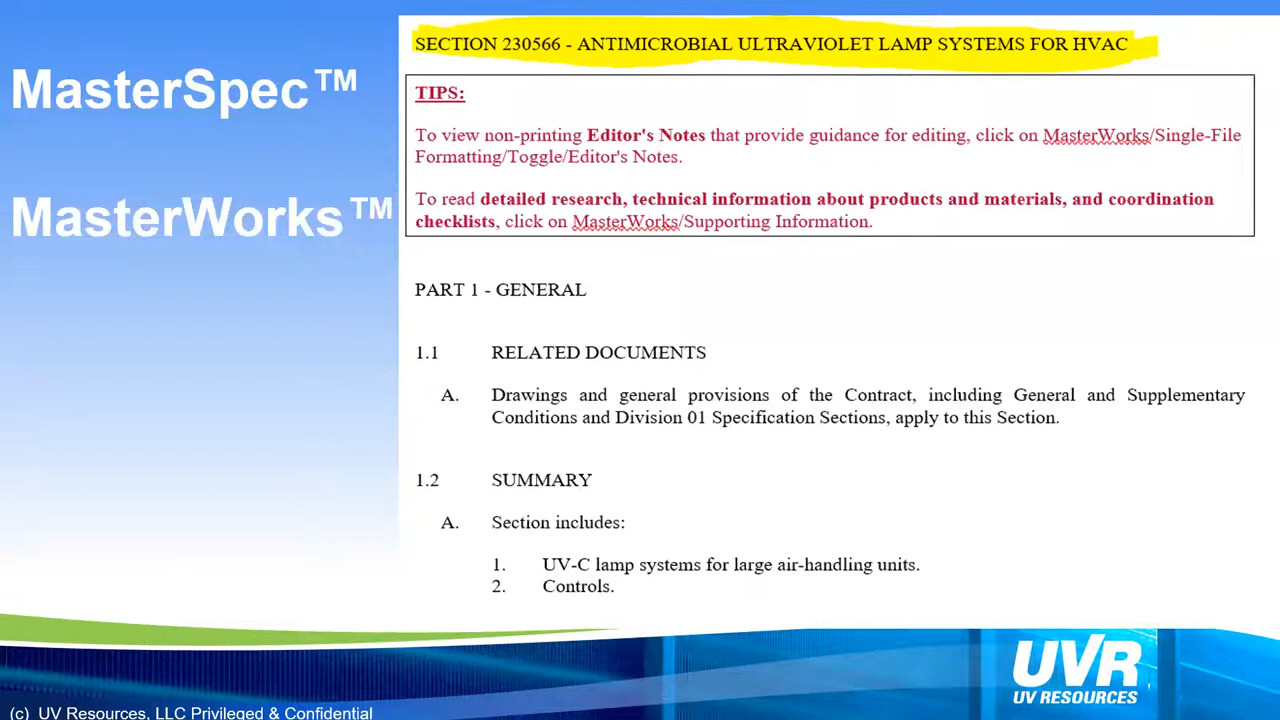 MasterSpec™
MasterWorks™
SECTION 230566 - ANTIMICROBIAL ULTRAVIOLET LAMP SYSTEMS FOR HVAC
TIPS:
To view non-printing Editor's Notes that provide guidance for editing, click on MasterWorks/Single-File
Formatting/Toggle/Editor's Notes.
To read detailed research, technical information about products and materials, and coordination
checklists, click on MasterWorks/Supporting Information.
PART 1 - GENERAL
1.1 RELATED DOCUMENTS
A. Drawings and general provisions of the Contract, including General and Supplementary
Conditions and Division 01 Specification Sections, apply to this Section.
1.2 SUMMARY
A. Section includes:
1. UV-C lamp systems for large air-handling units.
2. Controls.
UVR
UV RESOURCES
(c) UV Resources, LLC Privileged & Confidential